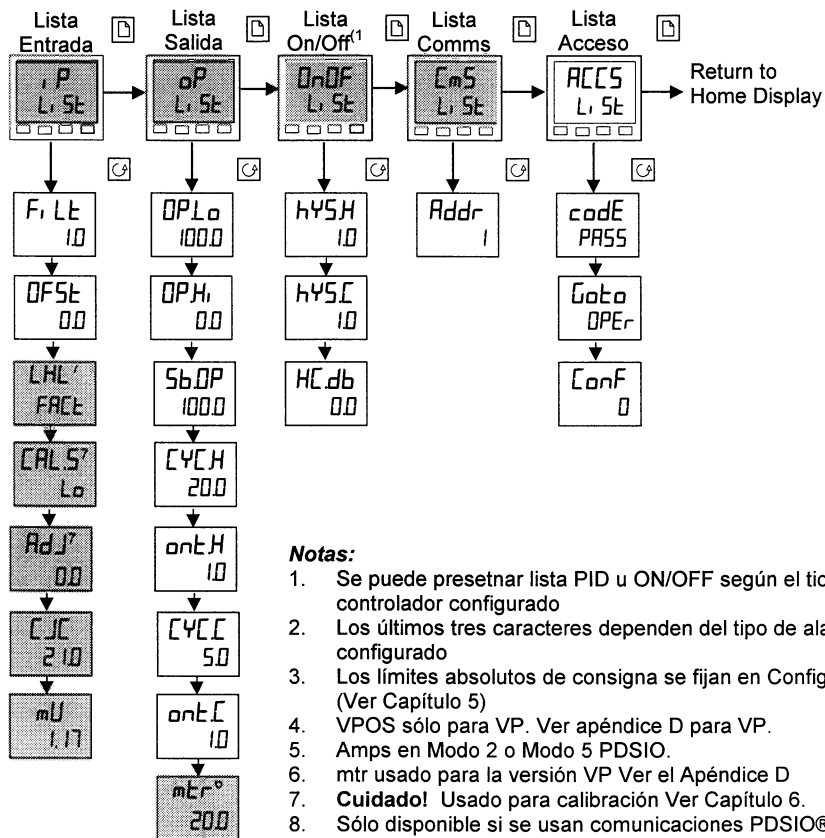 Lista Entrada
Lista Salida
Lista On/Off(1
Lista Comms
Lista Acceso
iP LiSt
oP LiSt
OnOF LiSt
CmS LiSt
ACCS LiSt
Return to Home Display
FiLt 1.0
OFSt 0.0
CAL.S7 Lo
AdJ7 0.0
CJC 21.0
mU 1.17
OP.Lo 100.0
OP.Hi 0.0
Sb.OP 100.0
CYC.H 20.0
ont.H 1.0
CYC.C 5.0
ont.C 1.0
mtr 20.0
hYS.H 1.0
hYS.C 1.0
HC.db 0.0
Addr 1
codE PASS
Goto OPEr
ConF 0
Notas:
1. Se puede presetnar lista PID u ON/OFF según el tic
controlador configurado
2. Los últimos tres caracteres dependen del tipo de ala
configurado
3. Los límites absolutos de consigna se fijan en Config
(Ver Capítulo 5)
4. VPOS sólo para VP. Ver apéndice D para VP.
5. Amps en Modo 2 o Modo 5 PDSIO.
6. mtr usado para la versión VP Ver el Apéndice D
7. Cuidado! Usado para calibración Ver Capítulo 6.
8. Sólo disponible si se usan comunicaciones PDSIO®